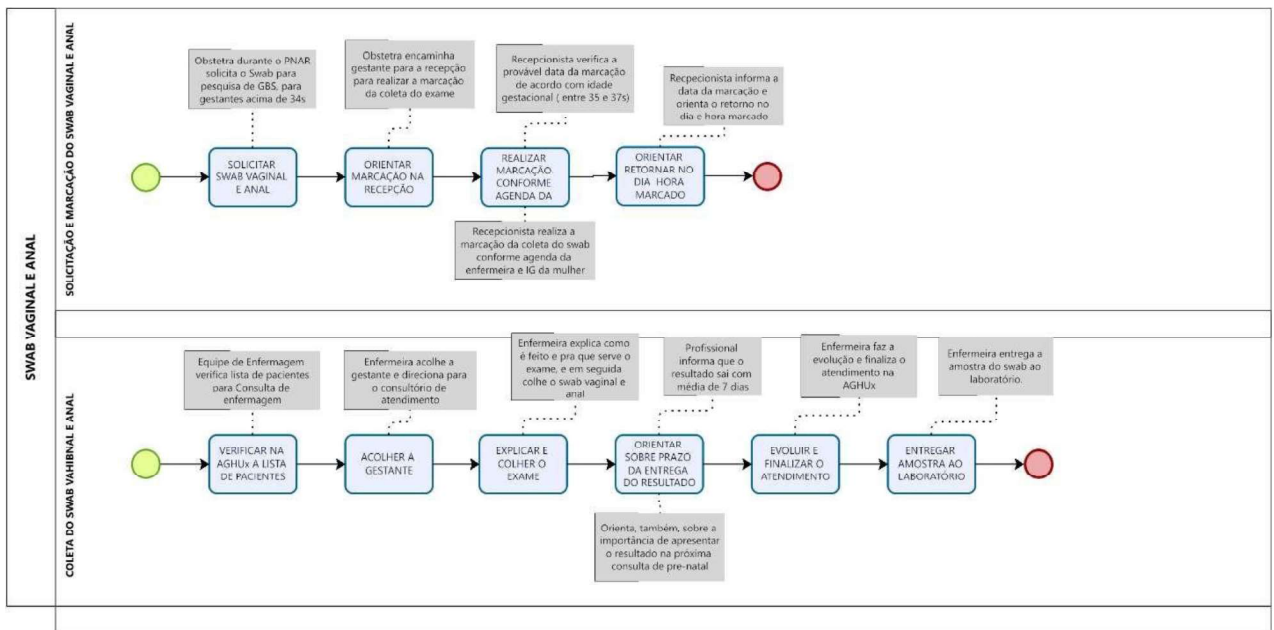 SWAB VAGINAL E ANAL
SOLICITAÇÃO E MARCAÇÃO DO SWAB VAGINAL E ANAL
Obstetra durante o PNAR
solicita o Swab para
pesquisa de GBS, para
gestantes acima de 34s
Obstetra encaminha
gestante para a recepção
para realizar a marcação
da coleta do exame
Recepcionista verifica a
provável data da marcação
de acordo com idade
gestacional ( entre 35 e 37s)
Recpecionista informa a
data da marcação e
orienta o retorno no
dia e hora marcado
SOLICITAR
SWAB VAGINAL
E ANAL
ORIENTAR
MARCAÇÃO NA
RECEPÇÃO
REALIZAR
MARCAÇÃO
CONFORME
AGENDA DA
ORIENTAR
RETORNAR NO
DIA HORA
MARCADO
Recepcionista realiza a
marcação da coleta do swab
conforme agenda da
enfermeira e IG da mulher
COLETA DO SWAB VAHIBNAL E ANAL
Equipe de Enfermagem
verifica lista de pacientes
para Consulta de
enfermagem
Enfermeira acolhe a
gestante e direciona para
o consultório de
atendimento
Enfermeira explica como
é feito e pra que serve o
exame, e em seguida
colhe o swab vaginal e
anal
Profissional
informa que o
resultado sai com
média de 7 dias
Enfermeira faz a
evolução e finaliza o
atendimento na
AGHUx
Enfermeira entrega a
amostra do swab ao
laboratório.
VERIFICAR NA
AGHUx A LISTA
DE PACIENTES
ACOLHER A
GESTANTE
EXPLICAR E
COLHER O
EXAME
ORIENTAR
SOBRE PRAZO
DA ENTREGA
DO RESULTADO
EVOLUIR E
FINALIZAR O
ATENDIMENTO
ENTREGAR
AMOSTRA AO
LABORATÓRIO
Orienta, também, sobre a
importância de apresentar
o resultado na próxima
consulta de pre-natal